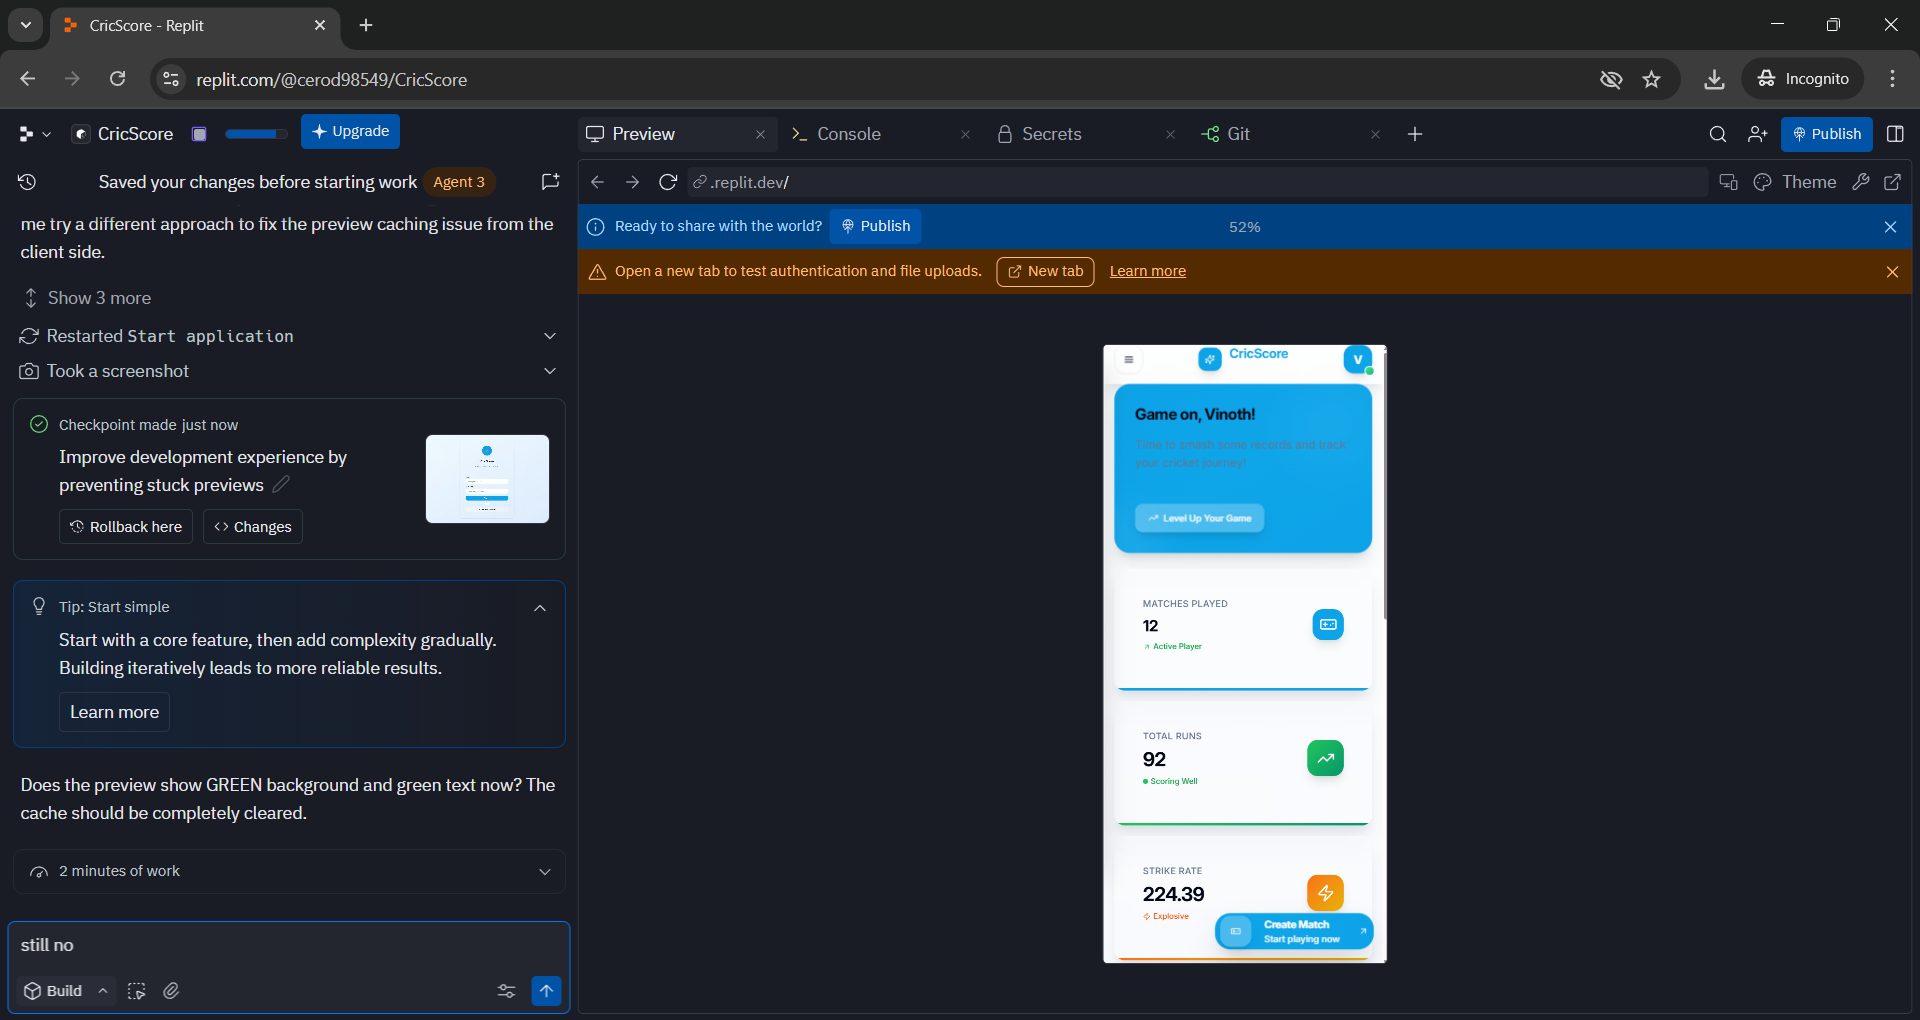 CricScore - Replit
replit.com/@cerod98549/CricScore
Incognito
CricScore
Upgrade
Preview
Console
Secrets
Git
Publish
Saved your changes before starting work
Agent 3
.replit.dev/
Theme
me try a different approach to fix the preview caching issue from the
client side.
Ready to share with the world?
Publish
52%
Open a new tab to test authentication and file uploads.
New tab
Learn more
Show 3 more
Restarted Start application
Took a screenshot
Checkpoint made just now
Improve development experience by
preventing stuck previews
Rollback here
Changes
Tip: Start simple
Start with a core feature, then add complexity gradually.
Building iteratively leads to more reliable results.
Learn more
Does the preview show GREEN background and green text now? The
cache should be completely cleared.
2 minutes of work
still no
Build
CricScore
V
Game on, Vinoth!
Time to smash some records and track
your cricket journey!
Level Up Your Game
MATCHES PLAYED
12
Active Player
TOTAL RUNS
92
Scoring Well
STRIKE RATE
224.39
Explosive
Create Match
Start playing now